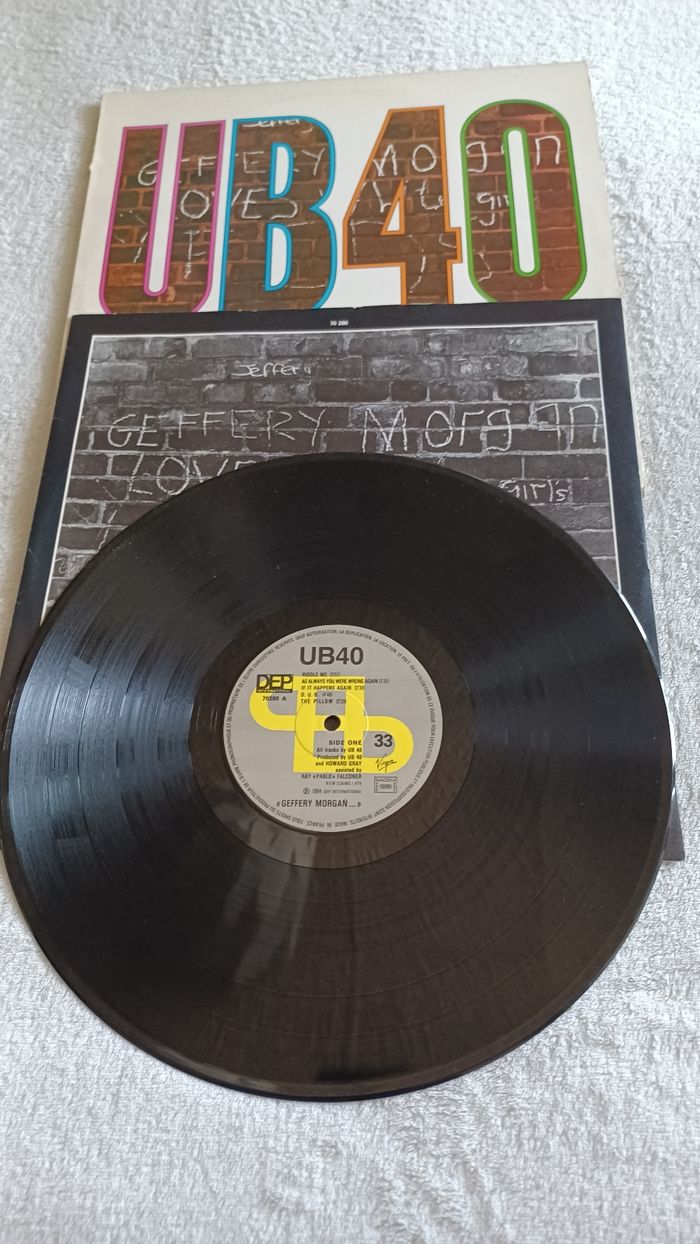 UB40
Jeffery
GEFFERY Morgan
LOVES girls
70 280
Jeffer
GEFFERY Morgan
LOVE girl's
UB40
DEP
INTERNATIONAL
70280 A
RIDDLE ME
AS ALWAYS YOU WERE WRONG AGAIN
IF IT HAPPENS AGAIN
D. U. B.
THE PILLOW
SIDE ONE
33
All tracks by UB 40
Produced by UB 40
and HOWARD GRAY
assisted by
RAY « PABLO » FALCONER
Virgin
SACEM
℗ 1984 DEP INTERNATIONAL
« GEFFERY MORGAN ... »
MADE IN FRANCE